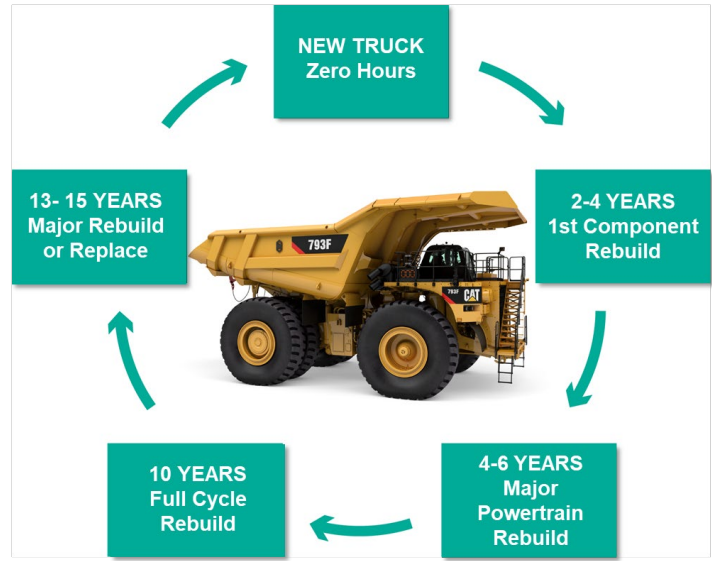 NEW TRUCK
Zero Hours
2-4 YEARS
1st Component
Rebuild
4-6 YEARS
Major
Powertrain
Rebuild
10 YEARS
Full Cycle
Rebuild
13- 15 YEARS
Major Rebuild
or Replace
793F
793F
CAT